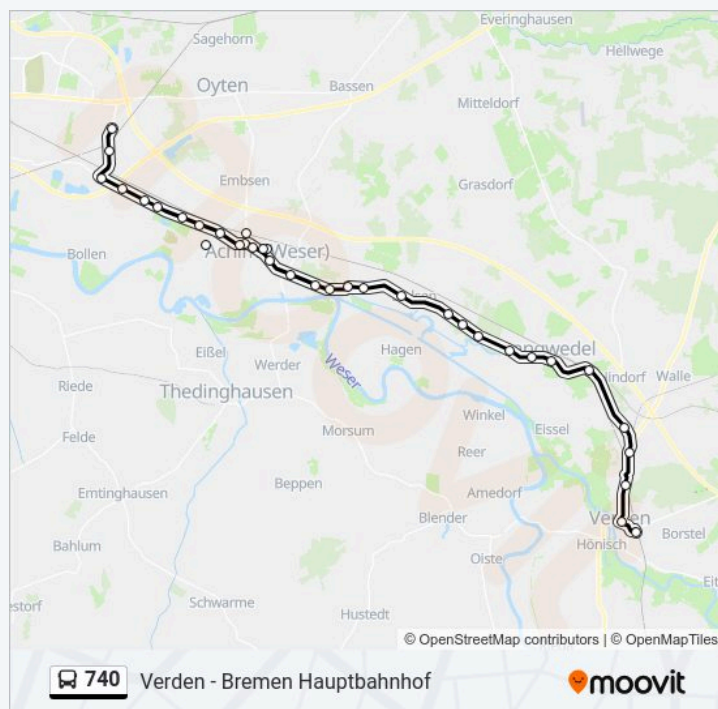 Everinghausen
Sagehorn
Hellwege
Oyten
Bassen
Mitteldorf
Embsen
Grasdorf
Bollen
Achim (Weser)
Eißel
Hagen
Werder
Weser
Riede
Thedinghausen
Walle
Winkel
Felde
Morsum
Eissel
Reer
Beppen
Amedorf
Emtinghausen
Blender
Borstel
Hönisch
Bahlum
Oiste
Schwarme
Hustedt
© OpenStreetMap contributors | © OpenMapTiles
740 Verden - Bremen Hauptbahnhof moovit